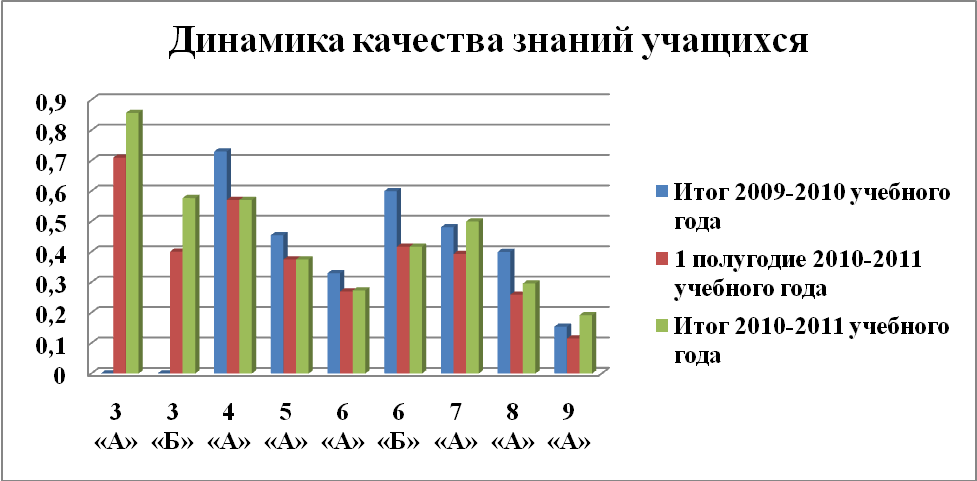 Динамика качества знаний учащихся
0,9
0,8
0,7
0,6
0,5
0,4
0,3
0,2
0,1
0
3 3 4 5 6 6 7 8 9
«А» «Б» «А» «А» «А» «Б» «А» «А» «А»
Итог 2009-2010 учебного
года
1 полугодие 2010-2011
учебного года
Итог 2010-2011 учебного
года